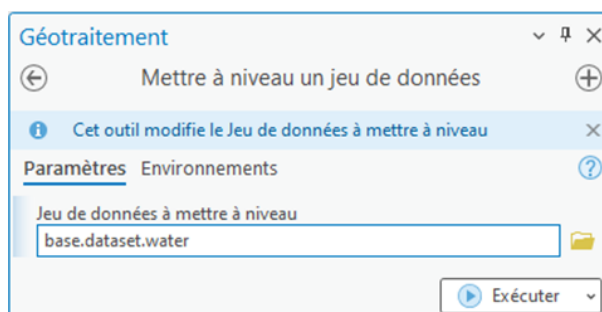 Géotraitement
Mettre à niveau un jeu de données
Cet outil modifie le Jeu de données à mettre à niveau
Paramètres Environnements
Jeu de données à mettre à niveau
base.dataset.water
Exécuter